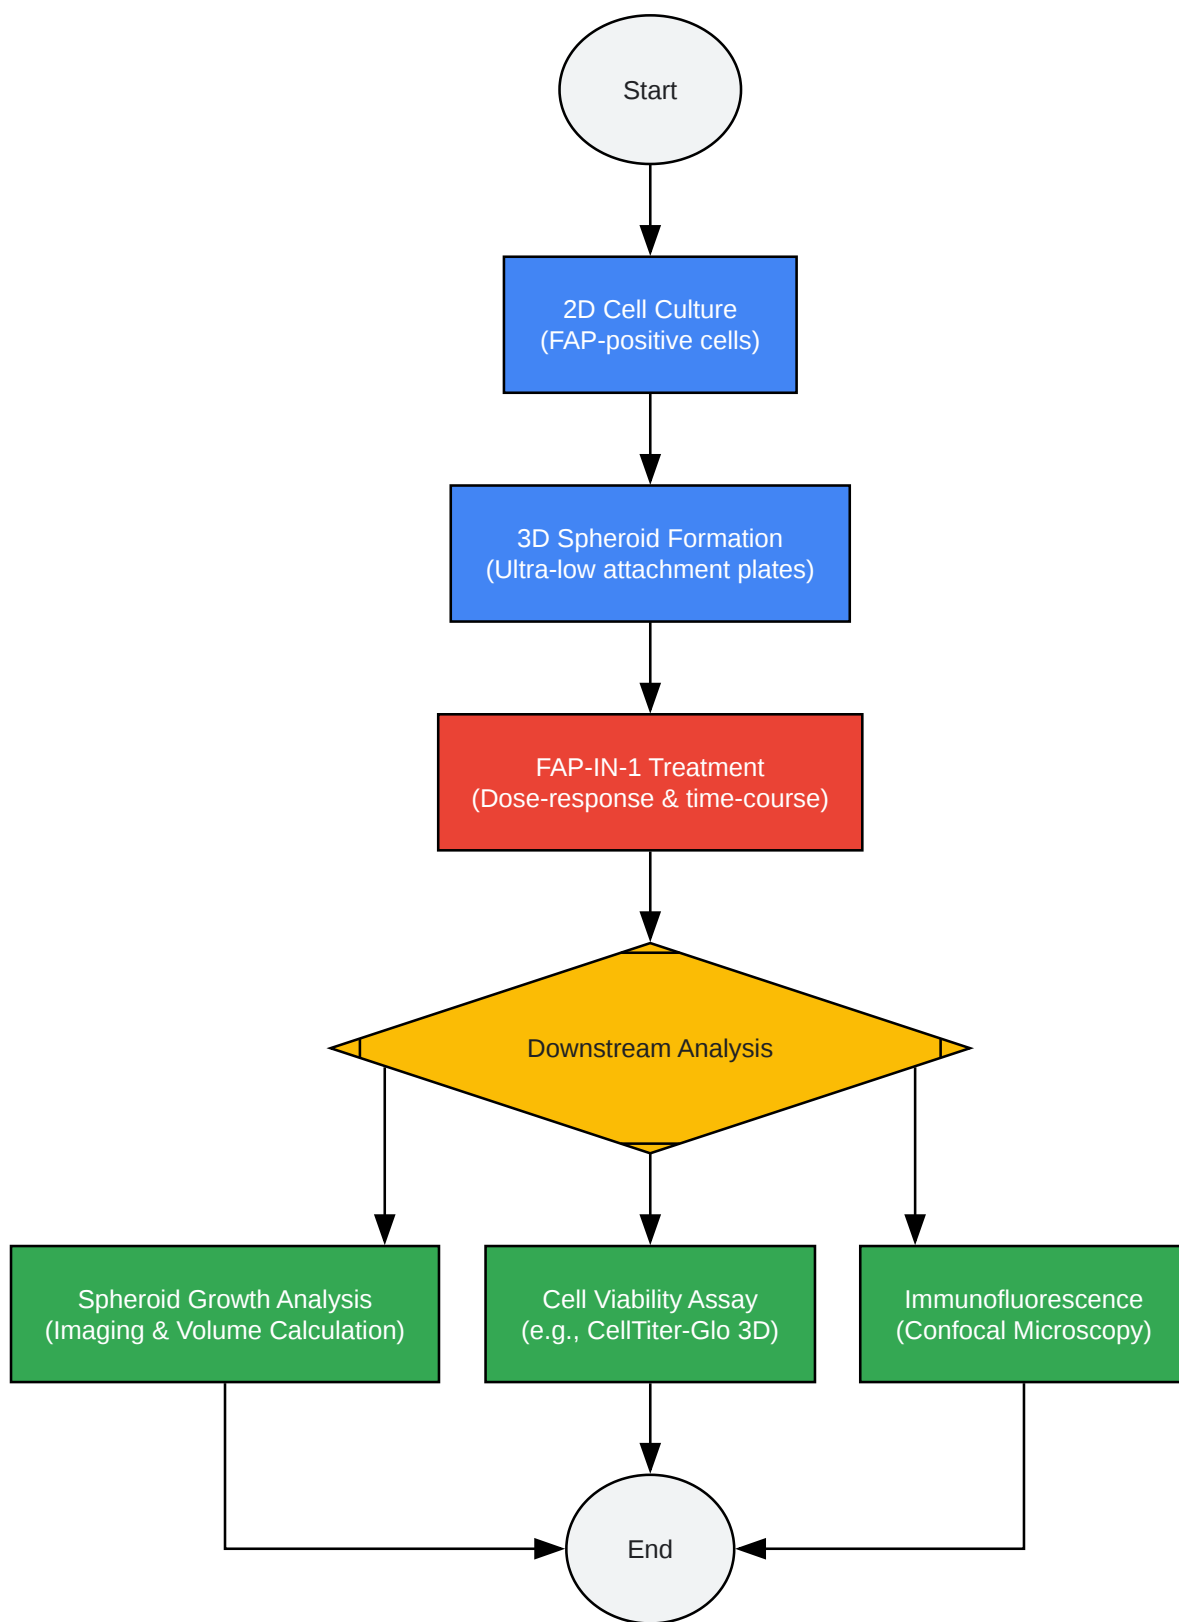 Start
2D Cell Culture
(FAP-positive cells)
3D Spheroid Formation
(Ultra-low attachment plates)
FAP-IN-1 Treatment
(Dose-response & time-course)
Downstream Analysis
Spheroid Growth Analysis
(Imaging & Volume Calculation)
Cell Viability Assay
(e.g., CellTiter-Glo 3D)
Immunofluorescence
(Confocal Microscopy)
End